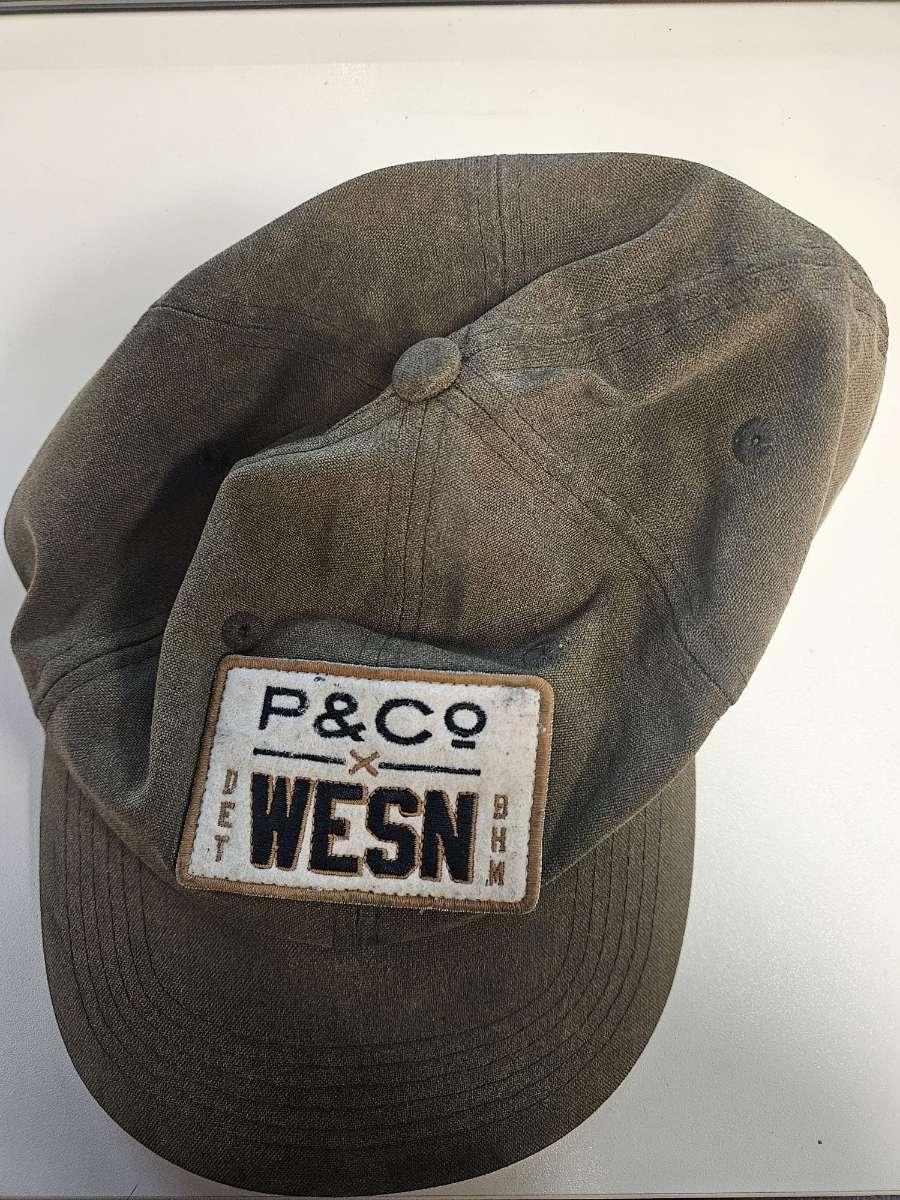 P&Cº
×
DET WESN BHM